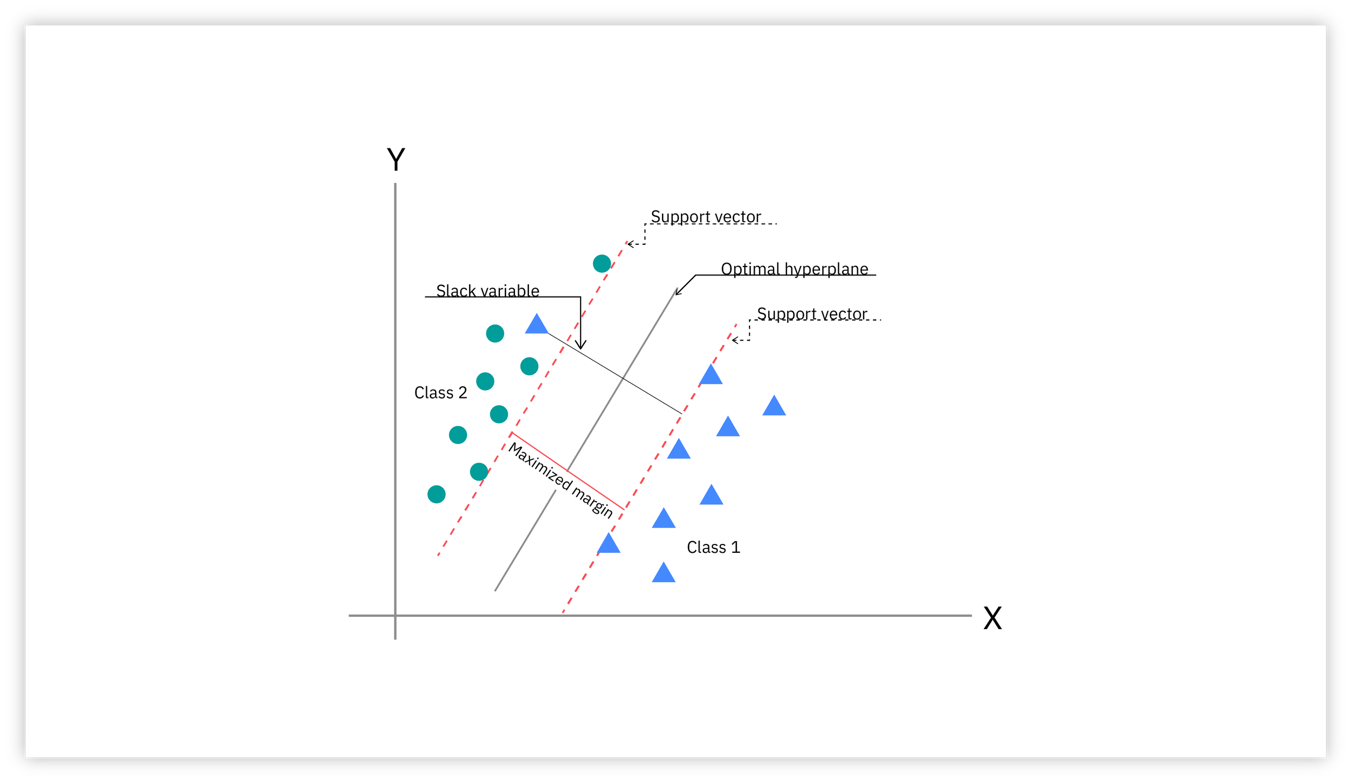 Y
Support vector
Optimal hyperplane
Slack variable
Support vector
Class 2
Maximized margin
Class 1
X